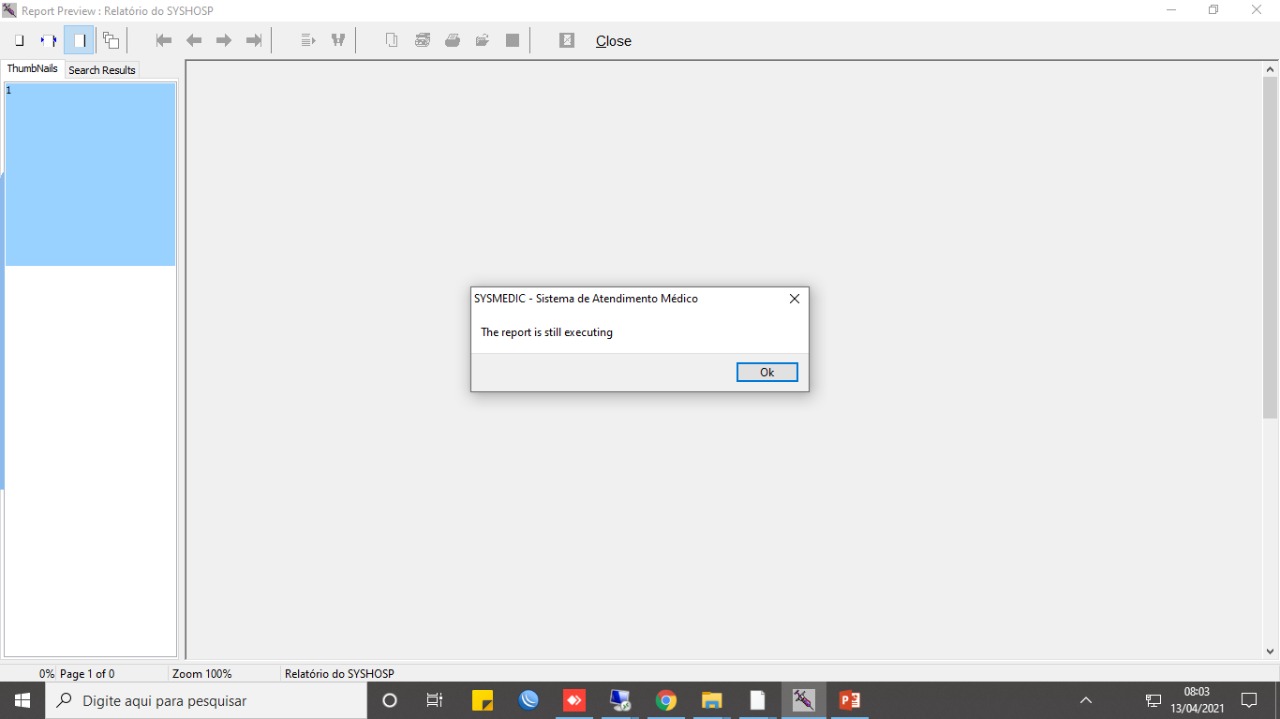 Report Preview : Relatório do SYSHOSP
Close
ThumbNails
Search Results
1
SYSMEDIC - Sistema de Atendimento Médico
The report is still executing
Ok
0% Page 1 of 0 Zoom 100% Relatório do SYSHOSP
Digite aqui para pesquisar
08:03
13/04/2021